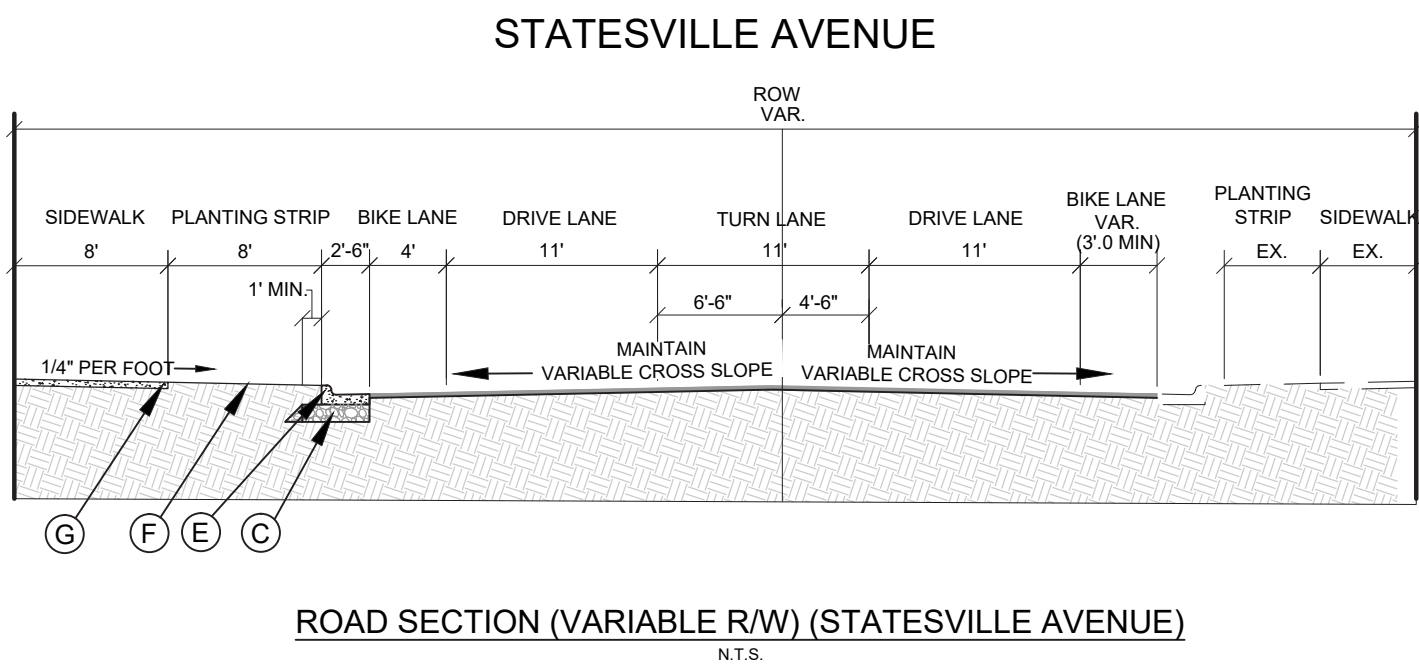 STATESVILLE AVENUE
ROW
VAR.
SIDEWALK
8'
PLANTING STRIP
8'
2'-6"
BIKE LANE
4'
DRIVE LANE
11'
TURN LANE
11'
DRIVE LANE
11'
BIKE LANE
VAR.
(3'.0 MIN)
PLANTING
STRIP
EX.
SIDEWALK
EX.
1' MIN.
6'-6"
4'-6"
1/4" PER FOOT
MAINTAIN
VARIABLE CROSS SLOPE
MAINTAIN
VARIABLE CROSS SLOPE
G
F
E
C
ROAD SECTION (VARIABLE R/W) (STATESVILLE AVENUE)
N.T.S.